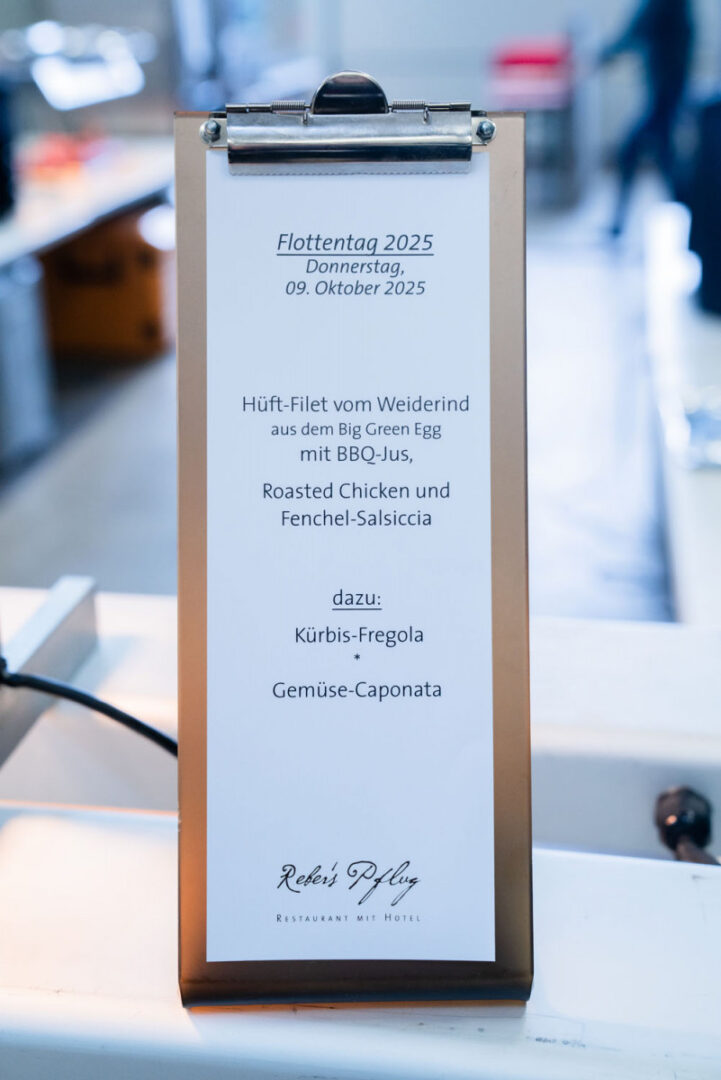 Flottentag 2025
Donnerstag,
09. Oktober 2025
Hüft-Filet vom Weiderind
aus dem Big Green Egg
mit BBQ-Jus,
Roasted Chicken und
Fenchel-Salsiccia
dazu:
Kürbis-Fregola
*
Gemüse-Caponata
Reber's Pflug
RESTAURANT MIT HOTEL